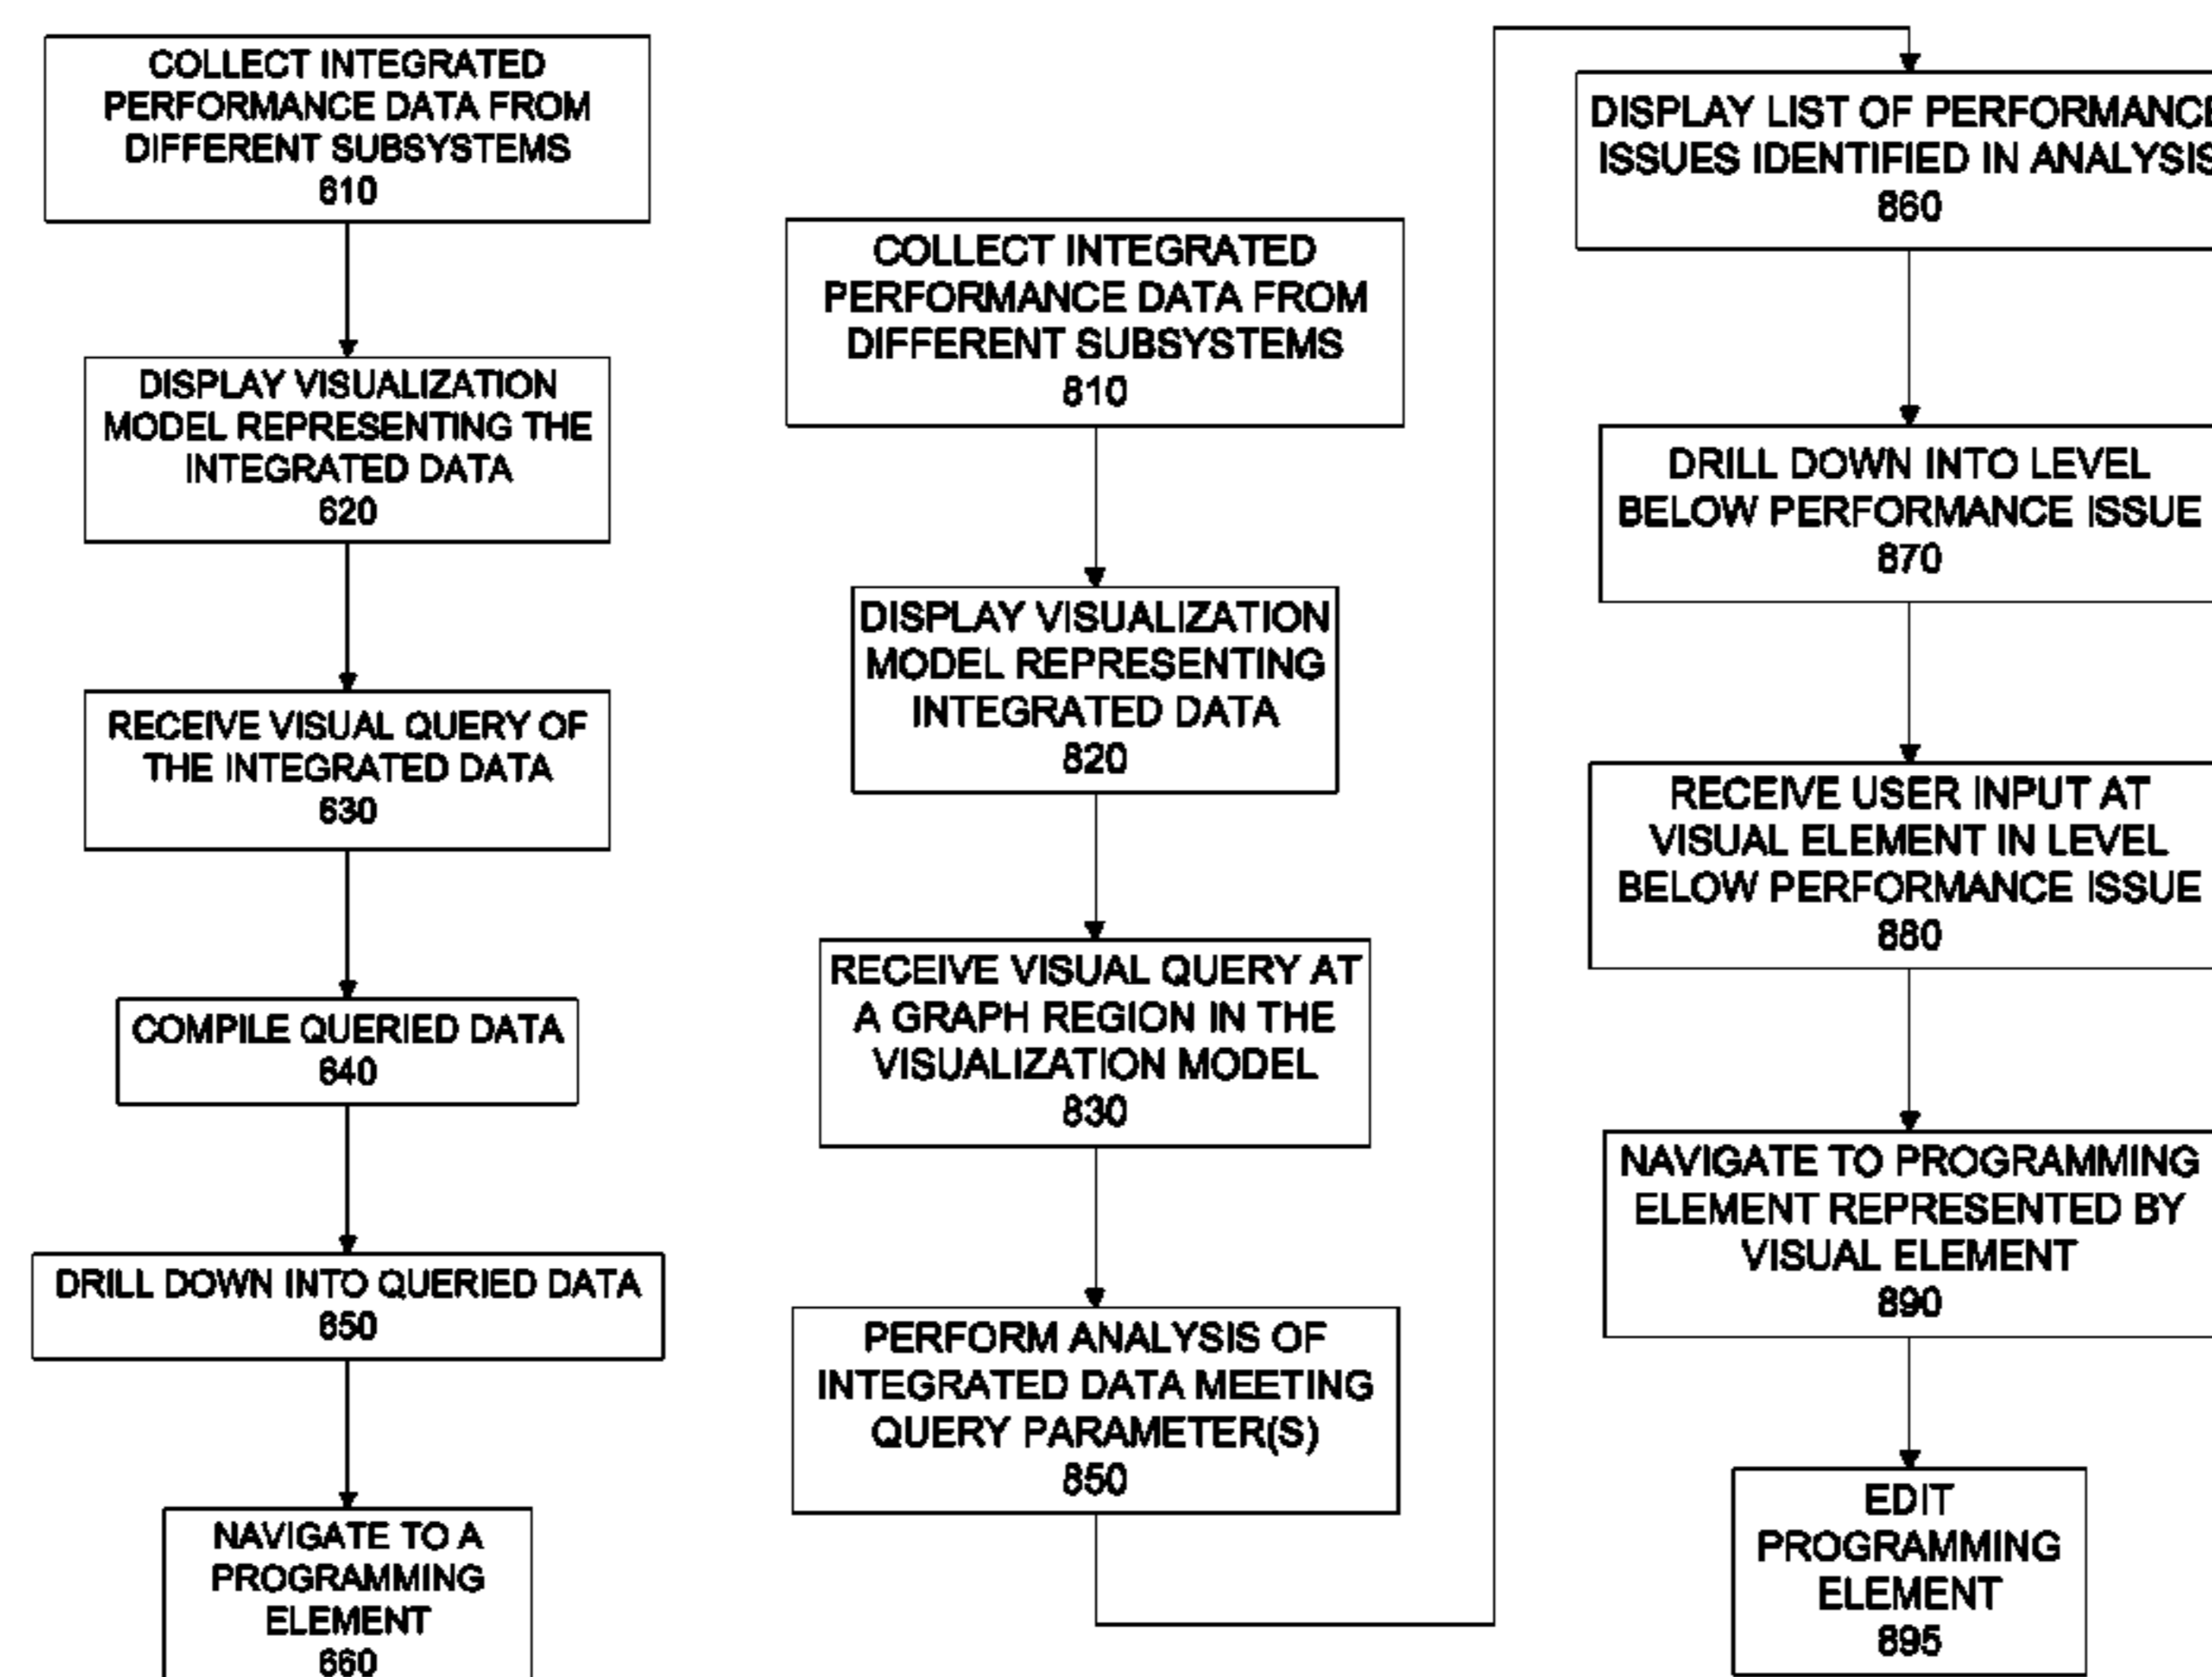 COLLECT INTEGRATED
PERFORMANCE DATA FROM
DIFFERENT SUBSYSTEMS
610
DISPLAY VISUALIZATION
MODEL REPRESENTING THE
INTEGRATED DATA
620
RECEIVE VISUAL QUERY OF
THE INTEGRATED DATA
630
COMPILE QUERIED DATA
640
DRILL DOWN INTO QUERIED DATA
650
NAVIGATE TO A
PROGRAMMING
ELEMENT
660
COLLECT INTEGRATED
PERFORMANCE DATA FROM
DIFFERENT SUBSYSTEMS
810
DISPLAY VISUALIZATION
MODEL REPRESENTING
INTEGRATED DATA
820
RECEIVE VISUAL QUERY AT
A GRAPH REGION IN THE
VISUALIZATION MODEL
830
PERFORM ANALYSIS OF
INTEGRATED DATA MEETING
QUERY PARAMETER(S)
850
DISPLAY LIST OF PERFORMANCE
ISSUES IDENTIFIED IN ANALYSIS
860
DRILL DOWN INTO LEVEL
BELOW PERFORMANCE ISSUE
870
RECEIVE USER INPUT AT
VISUAL ELEMENT IN LEVEL
BELOW PERFORMANCE ISSUE
880
NAVIGATE TO PROGRAMMING
ELEMENT REPRESENTED BY
VISUAL ELEMENT
890
EDIT
PROGRAMMING
ELEMENT
895